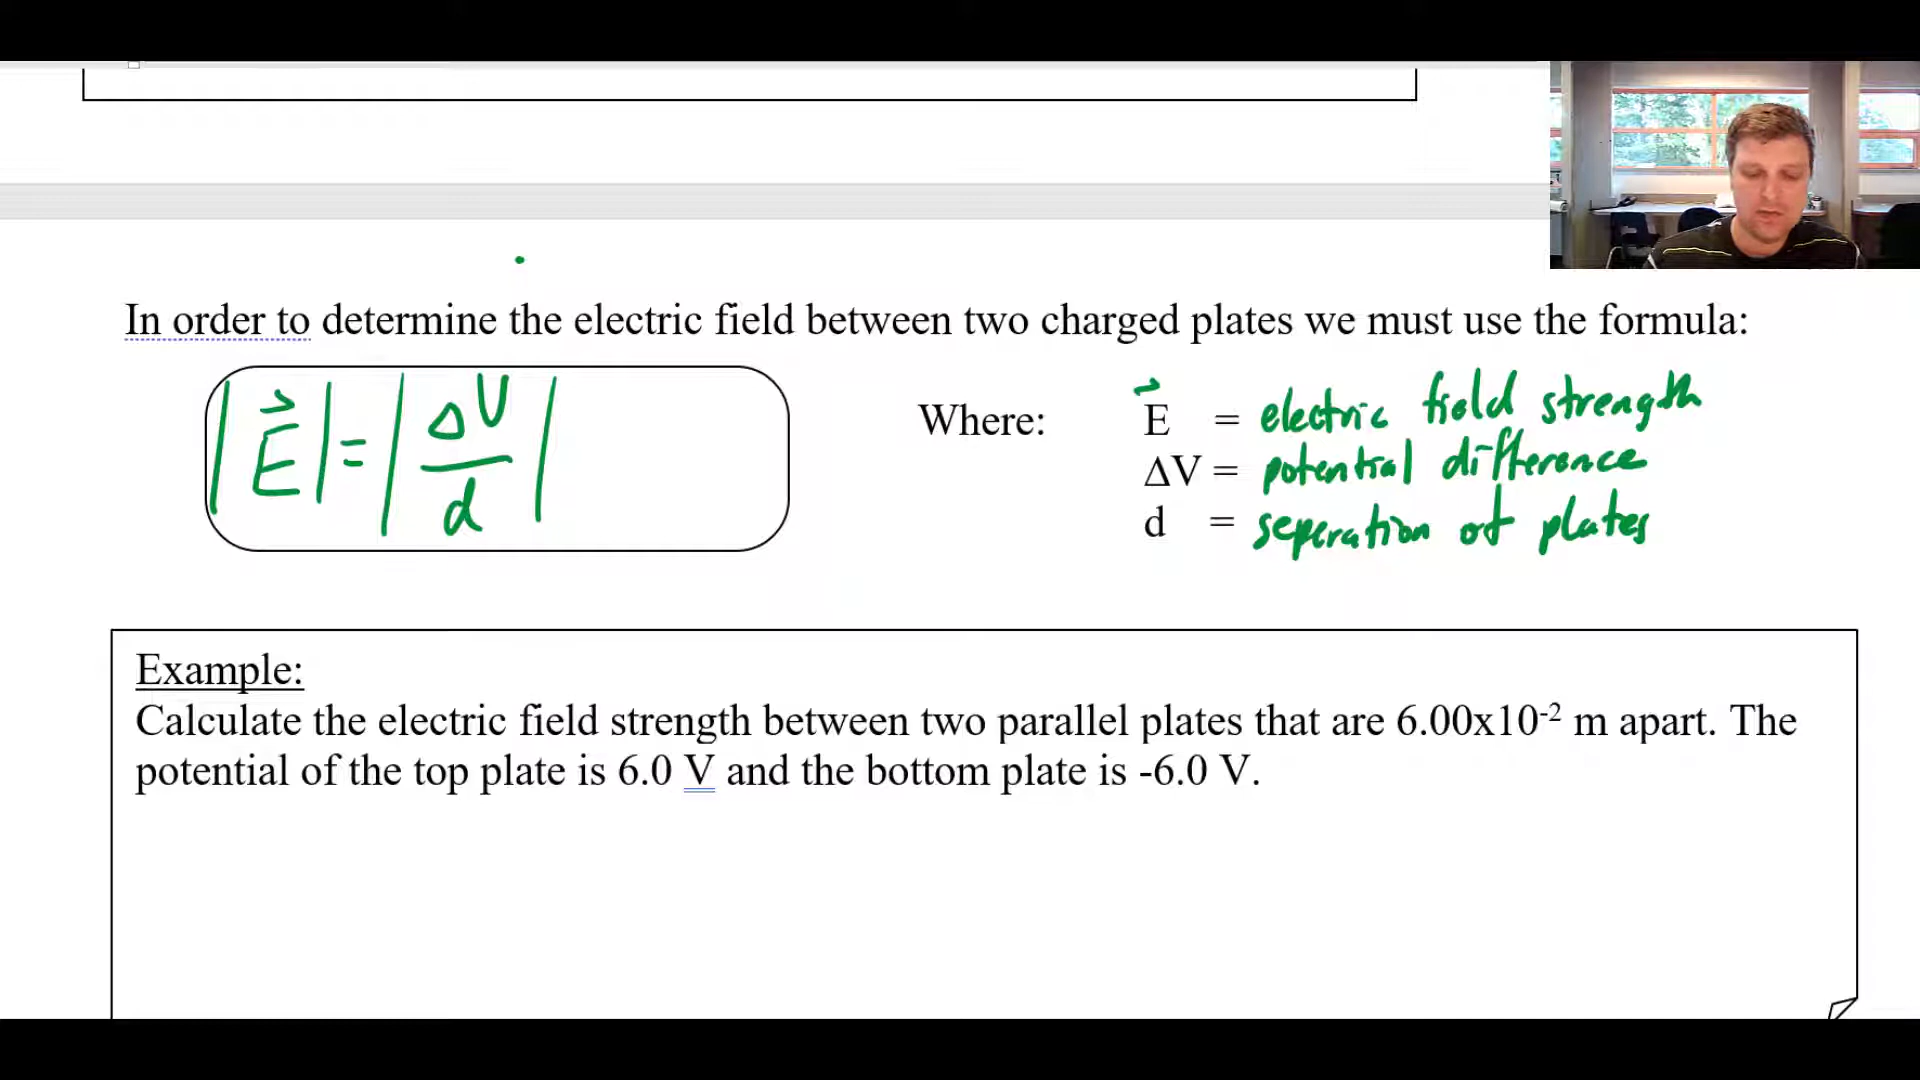 In order to determine the electric field between two charged plates we must use the formula:
|E⃗| = |ΔV/d|
Where: E⃗ = electric field strength
ΔV = potential difference
d = seperation of plates
Example:
Calculate the electric field strength between two parallel plates that are 6.00x10⁻² m apart. The
potential of the top plate is 6.0 V and the bottom plate is -6.0 V.